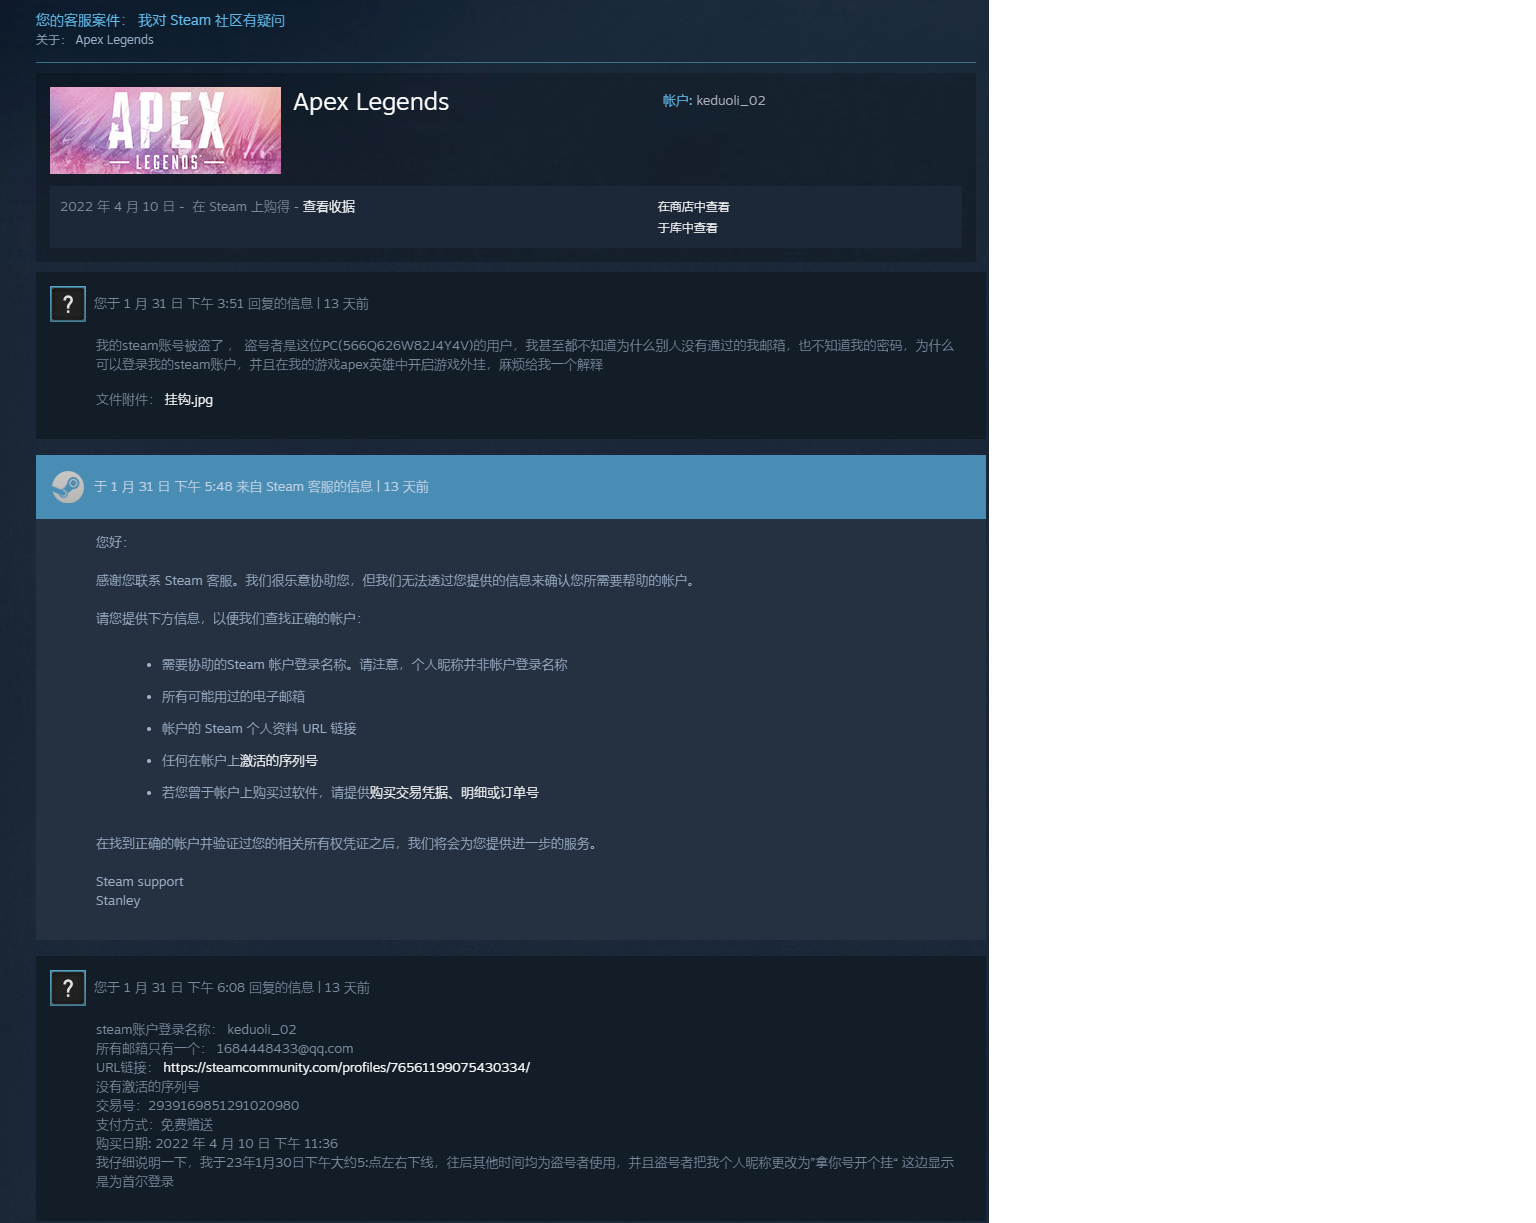 您的客服案件： 我对 Steam 社区有疑问
关于： Apex Legends
APEX
LEGENDS
Apex Legends
帐户: keduoli_02
2022 年 4 月 10 日 - 在 Steam 上购得 - 查看收据
在商店中查看
于库中查看
?
您于 1 月 31 日 下午 3:51 回复的信息 | 13 天前
我的steam账号被盗了 ， 盗号者是这位PC(566Q626W82J4Y4V)的用户，我甚至都不知道为什么别人没有通过的我邮箱，也不知道我的密码，为什么
可以登录我的steam账户，并且在我的游戏apex英雄中开启游戏外挂，麻烦给我一个解释
文件附件： 挂钩.jpg
于 1 月 31 日 下午 5:48 来自 Steam 客服的信息 | 13 天前
您好：
感谢您联系 Steam 客服。我们很乐意协助您，但我们无法透过您提供的信息来确认您所需要帮助的帐户。
请您提供下方信息，以便我们查找正确的帐户：
• 需要协助的Steam 帐户登录名称。请注意，个人昵称并非帐户登录名称
• 所有可能用过的电子邮箱
• 帐户的 Steam 个人资料 URL 链接
• 任何在帐户上激活的序列号
• 若您曾于帐户上购买过软件，请提供购买交易凭据、明细或订单号
在找到正确的帐户并验证过您的相关所有权凭证之后，我们将会为您提供进一步的服务。
Steam support
Stanley
?
您于 1 月 31 日 下午 6:08 回复的信息 | 13 天前
steam账户登录名称： keduoli_02
所有邮箱只有一个： 1684448433@qq.com
URL链接： https://steamcommunity.com/profiles/76561199075430334/
没有激活的序列号
交易号：2939169851291020980
支付方式：免费赠送
购买日期: 2022 年 4 月 10 日 下午 11:36
我仔细说明一下，我于23年1月30日下午大约5:点左右下线，往后其他时间均为盗号者使用，并且盗号者把我个人昵称更改为”拿你号开个挂“ 这边显示
是为首尔登录